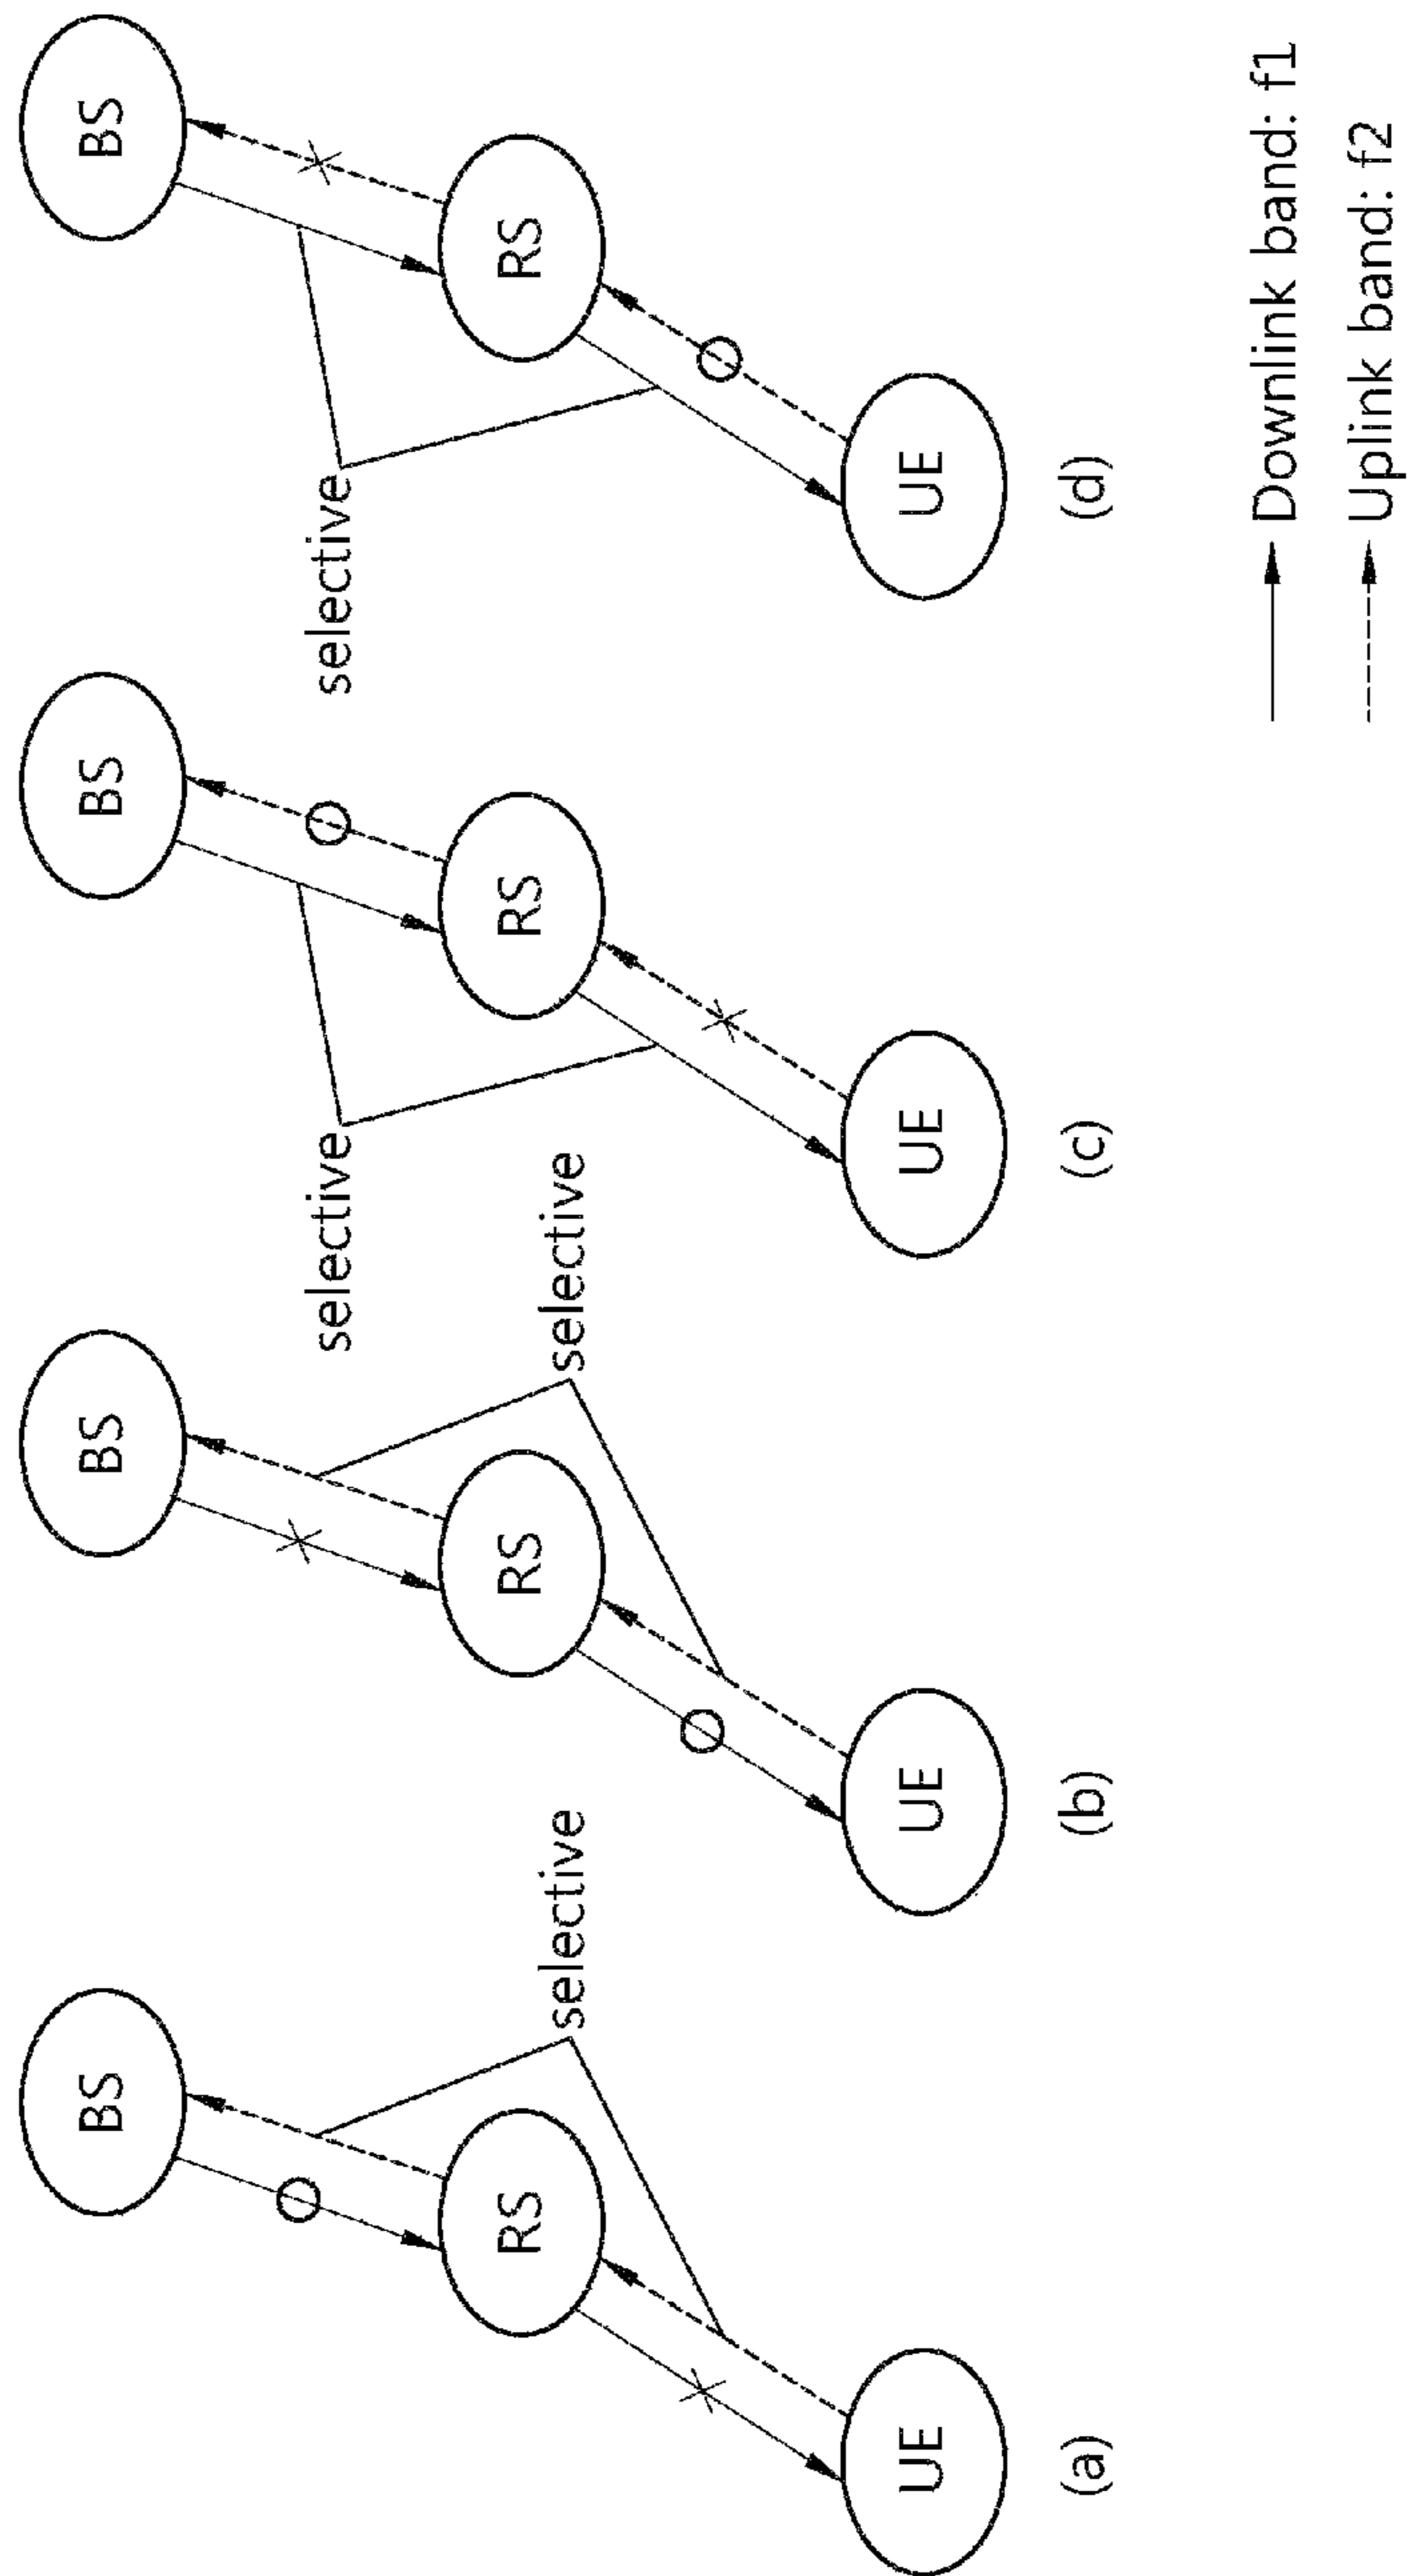 BS
RS
UE
selective
(a)
BS
RS
UE
selective
(b)
BS
RS
UE
selective
(c)
BS
RS
UE
selective
(d)
Downlink band: f1
Uplink band: f2